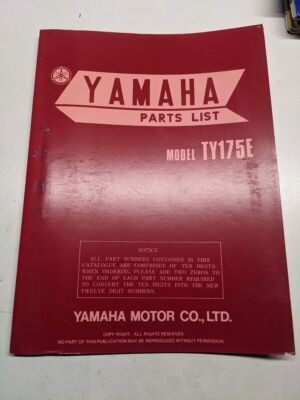 YAMAHA
PARTS LIST
MODEL TY175E
NOTICE
ALL PART NUMBERS CONTAINED IN THIS
CATALOGUE ARE COMPRISED OF TEN DIGITS.
WHEN ORDERING PLEASE ADD TWO ZEROS TO
THE END OF EACH PART NUMBER REQUIRED
TO CONVERT THE TEN DIGITS INTO THE NEW
TWELVE DIGIT NUMBERS.
YAMAHA MOTOR CO., LTD.
COPY RIGHT: ALL RIGHTS RESERVED
NO PART OF THIS PUBLICATION MAY BE REPRODUCED WITHOUT PERMISSION.